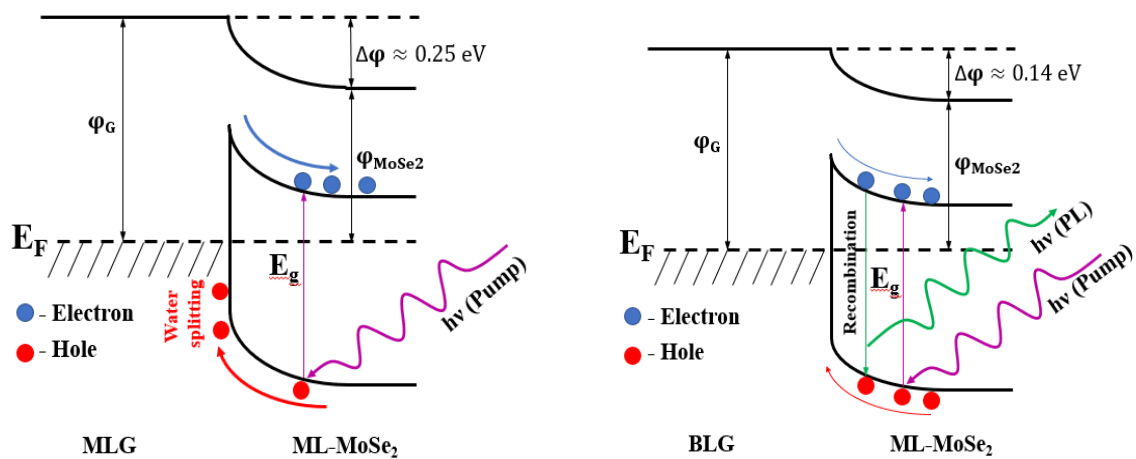 Δφ ≈ 0.25 eV
φG
φMoSe2
EF
Eg
hν (Pump)
Water
splitting
- Electron
- Hole
MLG
ML-MoSe₂
Δφ ≈ 0.14 eV
φG
φMoSe2
EF
Recombination
Eg
hν (PL)
hν (Pump)
- Electron
- Hole
BLG
ML-MoSe₂